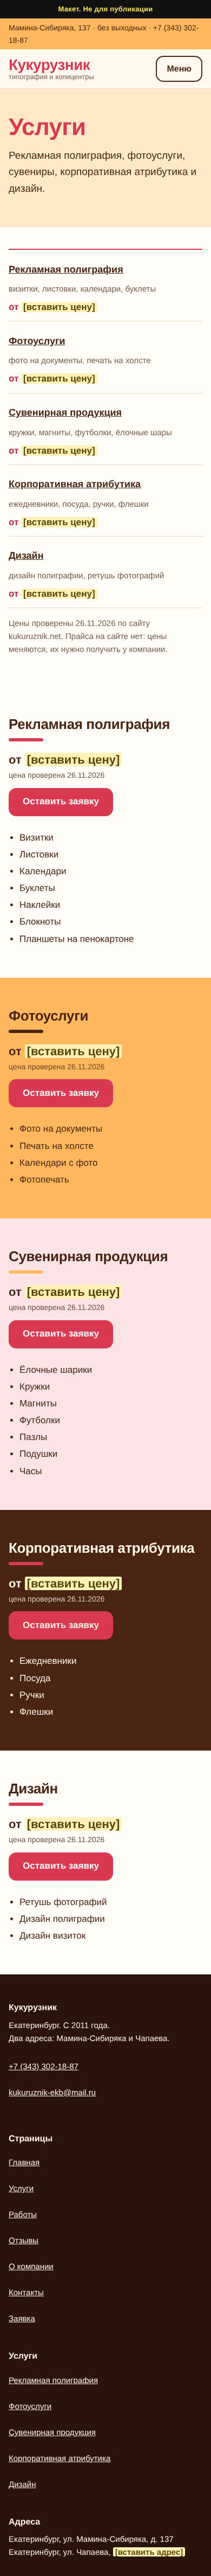 Макет. Не для публикации
Мамина-Сибиряка, 137 · без выходных · +7 (343) 302-
18-87
Кукурузник
типография и копицентры
Меню
Услуги
Рекламная полиграфия, фотоуслуги,
сувениры, корпоративная атрибутика и
дизайн.
Рекламная полиграфия
визитки, листовки, календари, буклеты
от [вставить цену]
Фотоуслуги
фото на документы, печать на холсте
от [вставить цену]
Сувенирная продукция
кружки, магниты, футболки, ёлочные шары
от [вставить цену]
Корпоративная атрибутика
ежедневники, посуда, ручки, флешки
от [вставить цену]
Дизайн
дизайн полиграфии, ретушь фотографий
от [вставить цену]
Цены проверены 26.11.2026 по сайту
kukuruznik.net. Прайса на сайте нет: цены
меняются, их нужно получить у компании.
Рекламная полиграфия
от [вставить цену]
цена проверена 26.11.2026
Оставить заявку
• Визитки
• Листовки
• Календари
• Буклеты
• Наклейки
• Блокноты
• Планшеты на пенокартоне
Фотоуслуги
от [вставить цену]
цена проверена 26.11.2026
Оставить заявку
• Фото на документы
• Печать на холсте
• Календари с фото
• Фотопечать
Сувенирная продукция
от [вставить цену]
цена проверена 26.11.2026
Оставить заявку
• Ёлочные шарики
• Кружки
• Магниты
• Футболки
• Пазлы
• Подушки
• Часы
Корпоративная атрибутика
от [вставить цену]
цена проверена 26.11.2026
Оставить заявку
• Ежедневники
• Посуда
• Ручки
• Флешки
Дизайн
от [вставить цену]
цена проверена 26.11.2026
Оставить заявку
• Ретушь фотографий
• Дизайн полиграфии
• Дизайн визиток
Кукурузник
Екатеринбург. С 2011 года.
Два адреса: Мамина-Сибиряка и Чапаева.
+7 (343) 302-18-87
kukuruznik-ekb@mail.ru
Страницы
Главная
Услуги
Работы
Отзывы
О компании
Контакты
Заявка
Услуги
Рекламная полиграфия
Фотоуслуги
Сувенирная продукция
Корпоративная атрибутика
Дизайн
Адреса
Екатеринбург, ул. Мамина-Сибиряка, д. 137
Екатеринбург, ул. Чапаева, [вставить адрес]